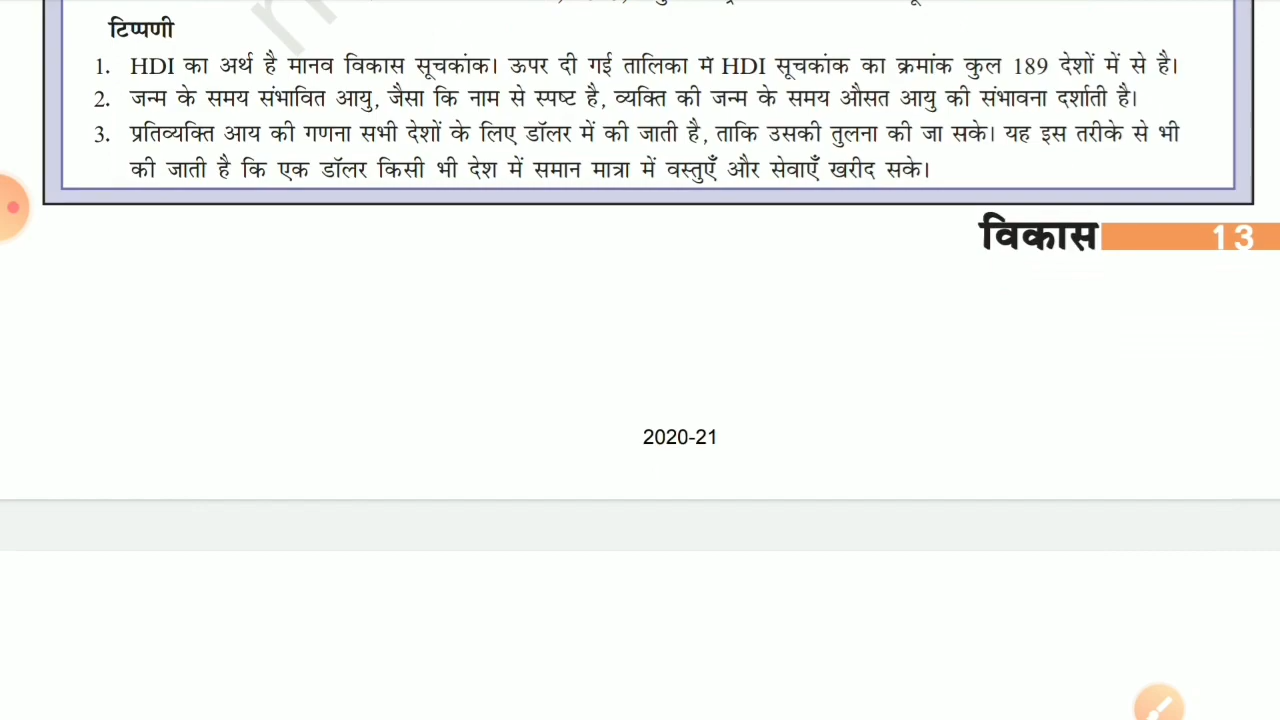 टिप्पणी
1. HDI का अर्थ है मानव विकास सूचकांक। ऊपर दी गई तालिका में HDI सूचकांक का क्रमांक कुल 189 देशों में से है।
2. जन्म के समय संभावित आयु, जैसा कि नाम से स्पष्ट है, व्यक्ति की जन्म के समय औसत आयु की संभावना दर्शाती है।
3. प्रतिव्यक्ति आय की गणना सभी देशों के लिए डॉलर में की जाती है, ताकि उसकी तुलना की जा सके। यह इस तरीके से भी
की जाती है कि एक डॉलर किसी भी देश में समान मात्रा में वस्तुएँ और सेवाएँ खरीद सके।
विकास 13
2020-21